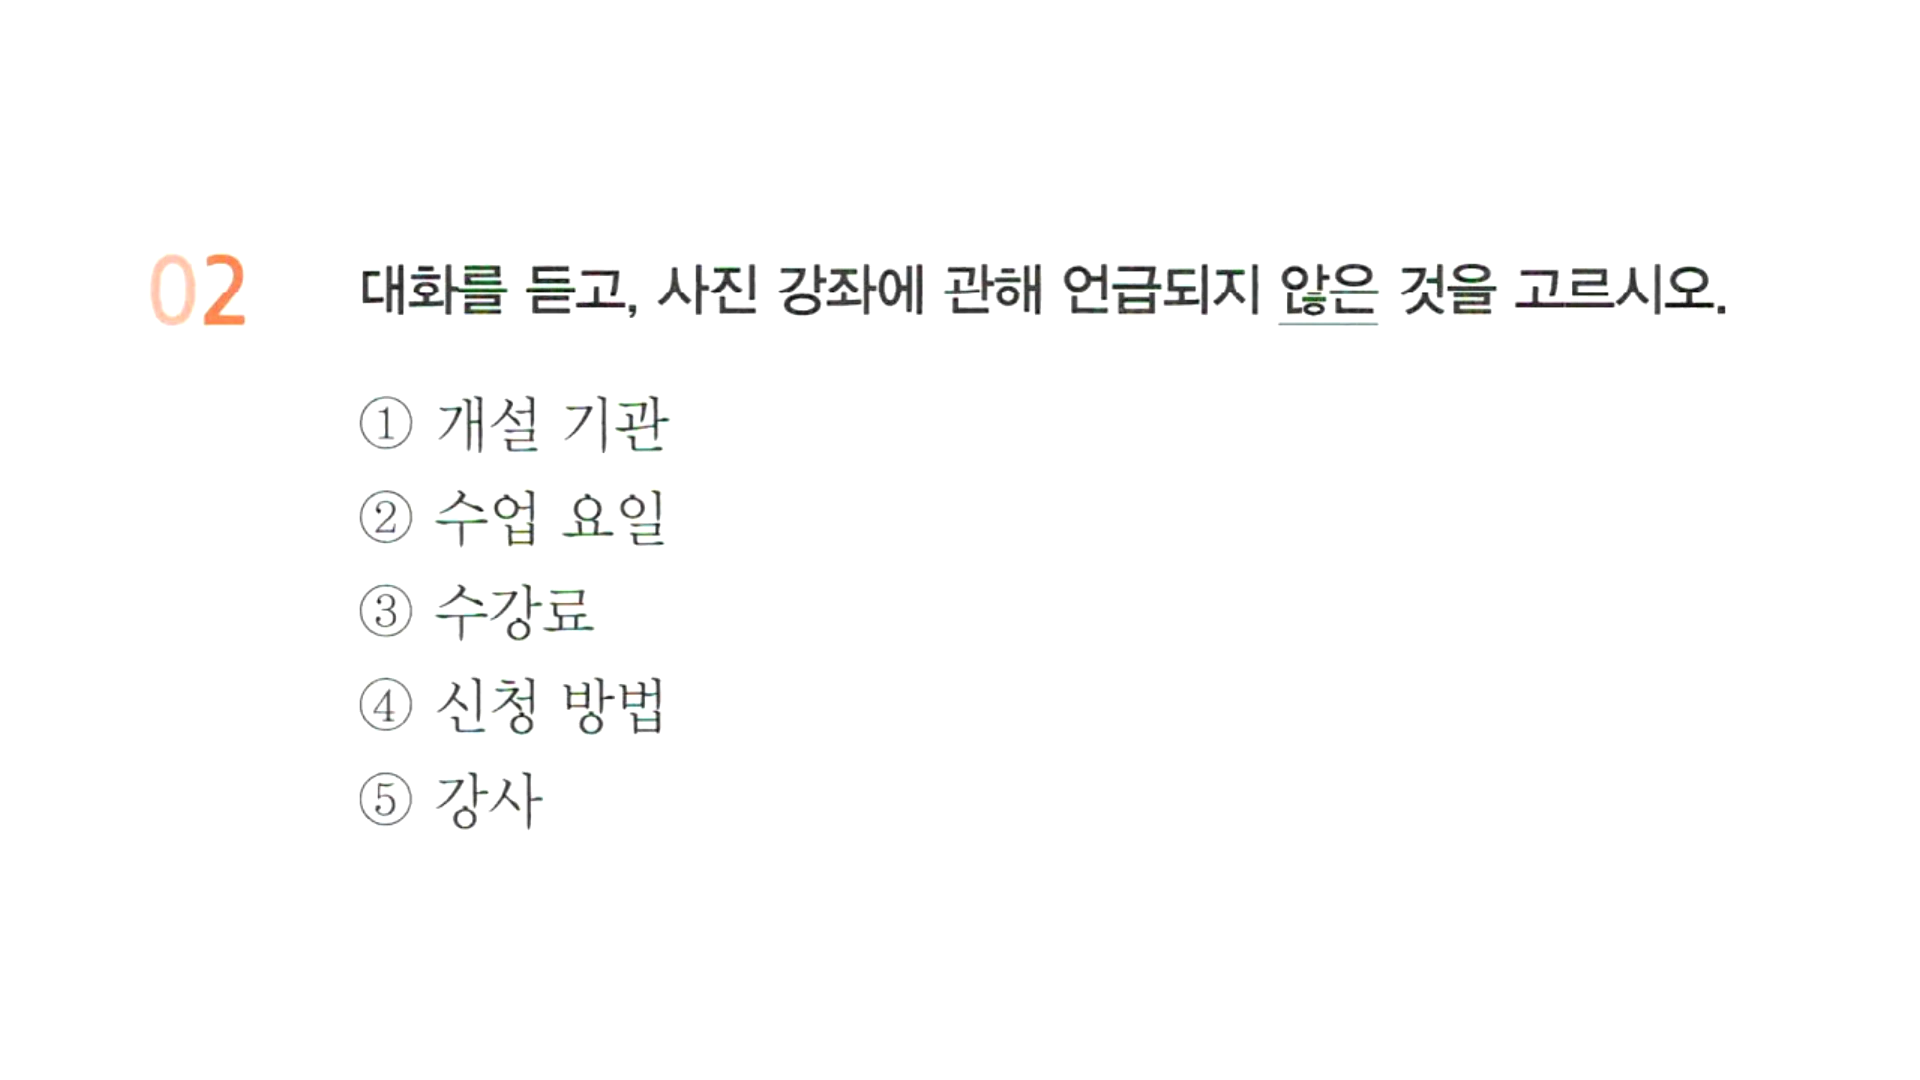 02 대화를 듣고, 사진 강좌에 관해 언급되지 않은 것을 고르시오.
① 개설 기관
② 수업 요일
③ 수강료
④ 신청 방법
⑤ 강사